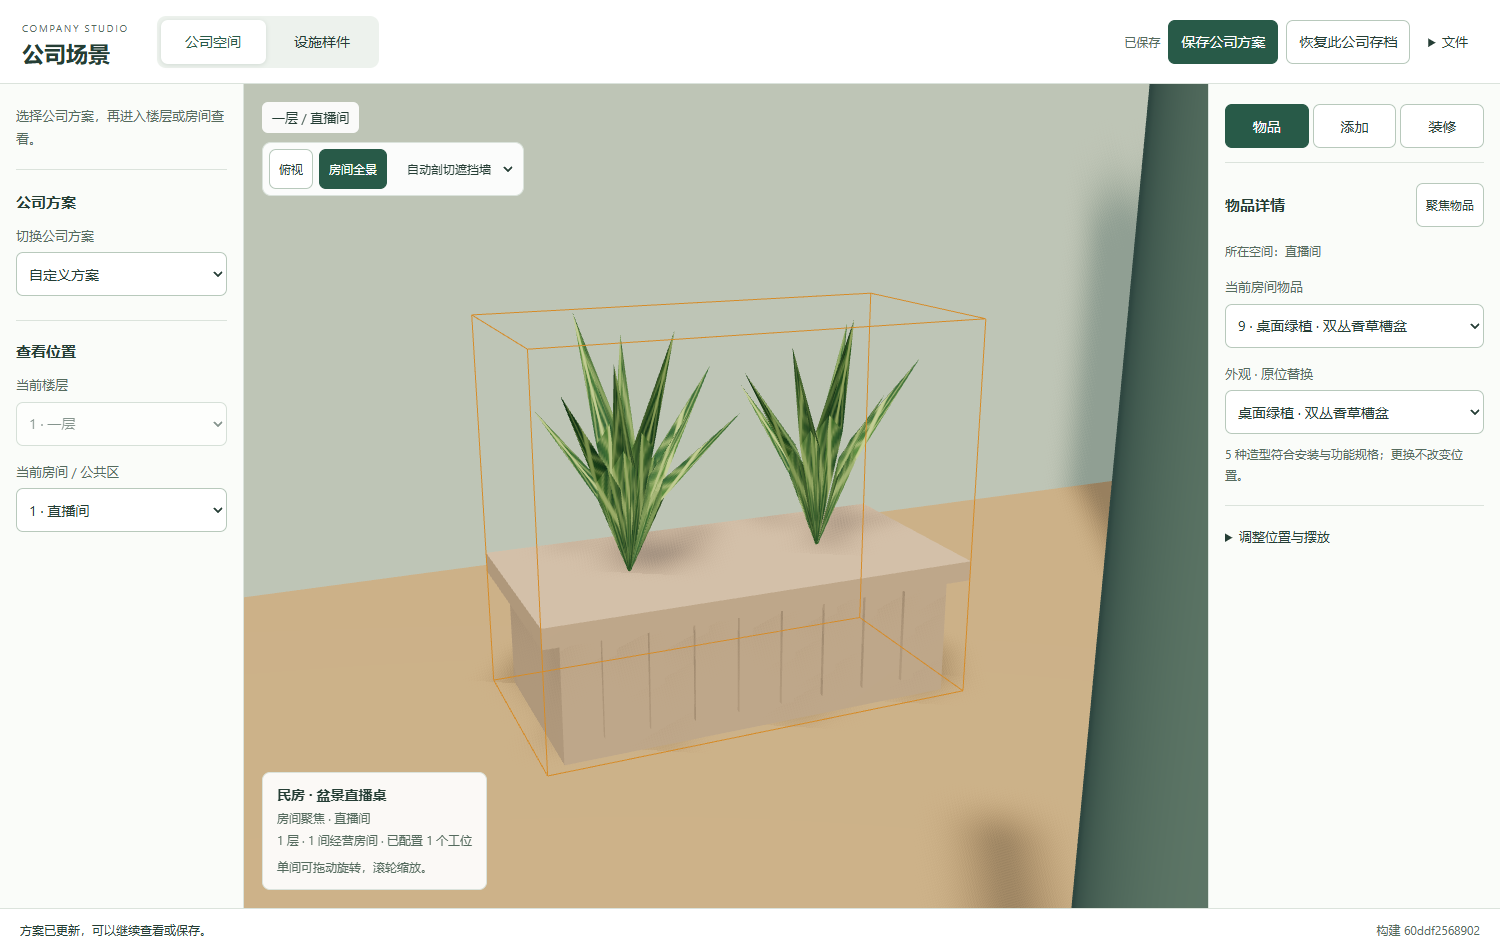 COMPANY STUDIO
公司场景
公司空间
设施样件
已保存
保存公司方案
恢复此公司存档
▶ 文件
选择公司方案，再进入楼层或房间查
看。
公司方案
切换公司方案
自定义方案
查看位置
当前楼层
1 · 一层
当前房间 / 公共区
1 · 直播间
一层 / 直播间
俯视
房间全景
自动剖切遮挡墙
民房 · 盆景直播桌
房间聚焦 · 直播间
1 层 · 1 间经营房间 · 已配置 1 个工位
单间可拖动旋转，滚轮缩放。
物品
添加
装修
物品详情
聚焦物品
所在空间：直播间
当前房间物品
9 · 桌面绿植 · 双丛香草槽盆
外观 · 原位替换
桌面绿植 · 双丛香草槽盆
5 种造型符合安装与功能规格；更换不改变位
置。
▶ 调整位置与摆放
方案已更新，可以继续查看或保存。
构建 60ddf2568902